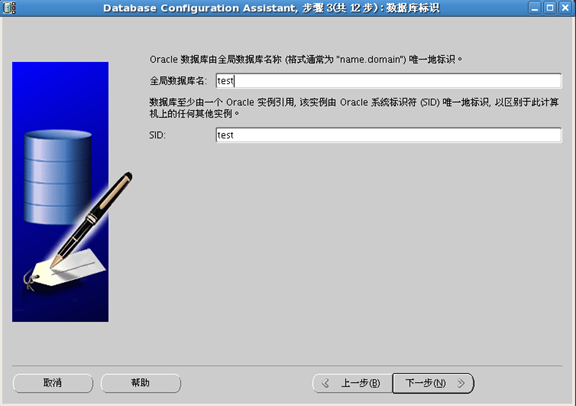 Database Configuration Assistant, 步骤 3(共 12 步) : 数据库标识
Oracle 数据库由全局数据库名称 (格式通常为 "name.domain") 唯一地标识。
全局数据库名: test
数据库至少由一个 Oracle 实例引用, 该实例由 Oracle 系统标识符 (SID) 唯一地标识, 以区别于此计算
机上的任何其他实例。
SID: test
取消 帮助 上一步(B) 下一步(N)